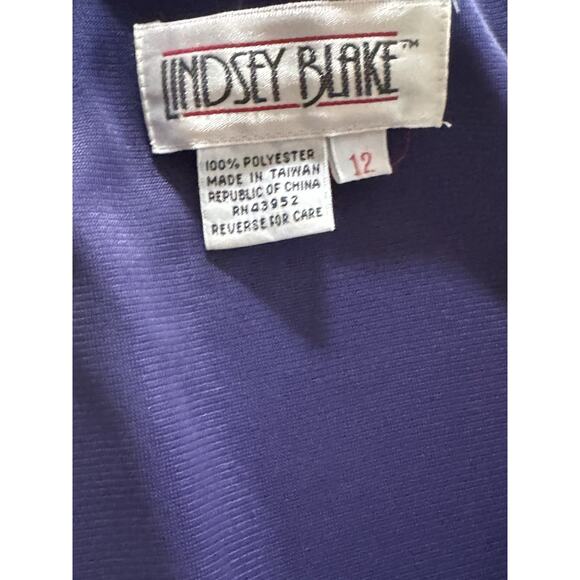 LINDSEY BLAKE™
12
100% POLYESTER
MADE IN TAIWAN
REPUBLIC OF CHINA
RN43952
REVERSE FOR CARE